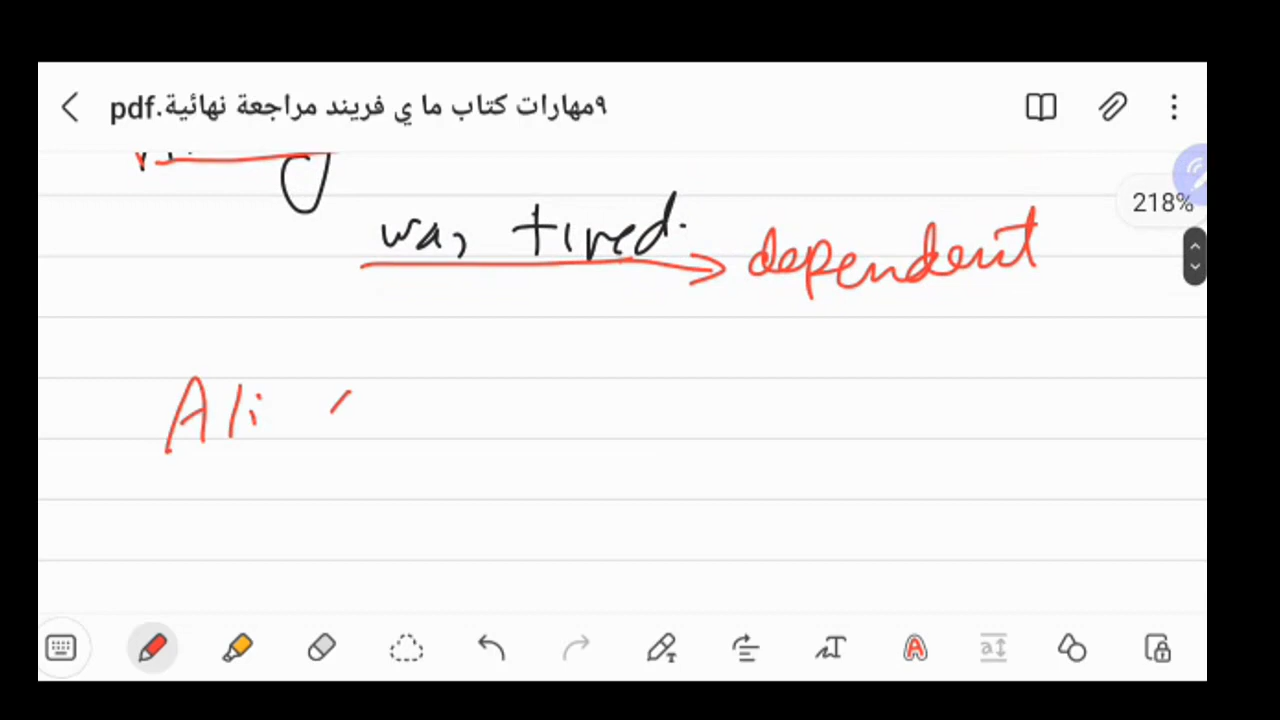 ٩مهارات كتاب ما ي فريند مراجعة نهائية.pdf
218%
was tired. dependent
Ali